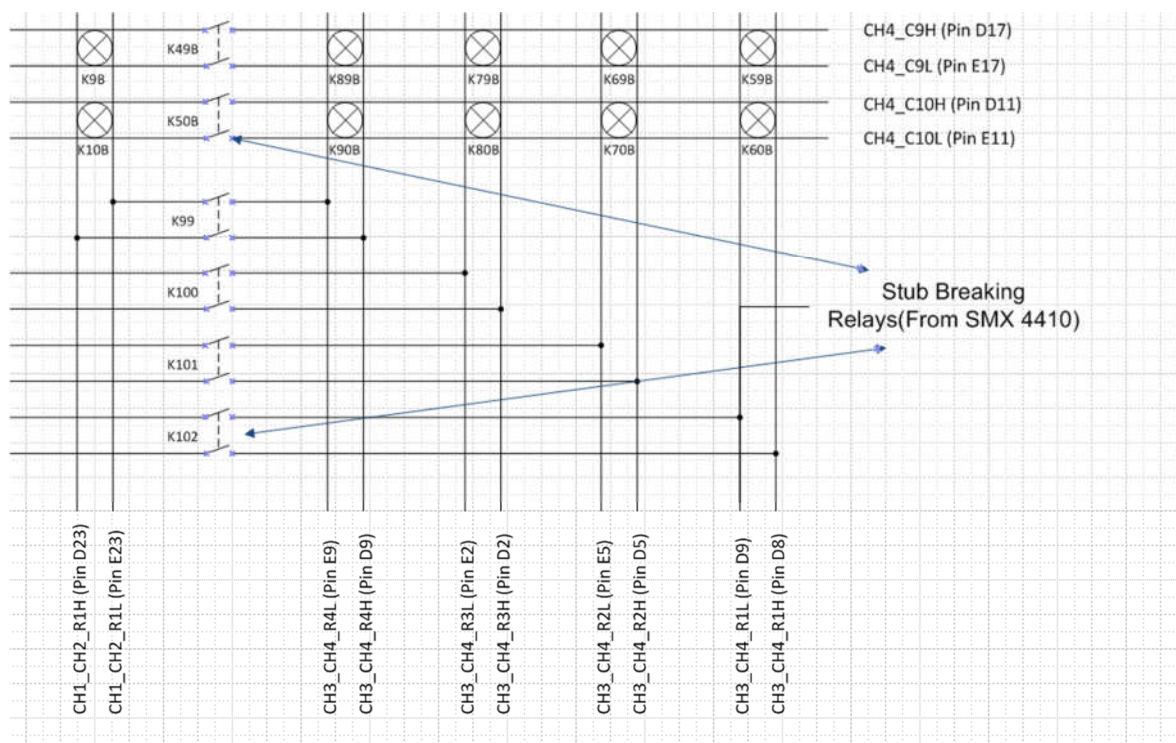 CH4_C9H (Pin D17)
K49B
K9B
K89B
K79B
K69B
K59B
CH4_C9L (Pin E17)
CH4_C10H (Pin D11)
K50B
CH4_C10L (Pin E11)
K10B
K90B
K80B
K70B
K60B
K99
K100
Stub Breaking
Relays(From SMX 4410)
K101
K102
CH1_CH2_R1H (Pin D23)
CH1_CH2_R1L (Pin E23)
CH3_CH4_R4L (Pin E9)
CH3_CH4_R4H (Pin D9)
CH3_CH4_R3L (Pin E2)
CH3_CH4_R3H (Pin D2)
CH3_CH4_R2L (Pin E5)
CH3_CH4_R2H (Pin D5)
CH3_CH4_R1L (Pin D9)
CH3_CH4_R1H (Pin D8)